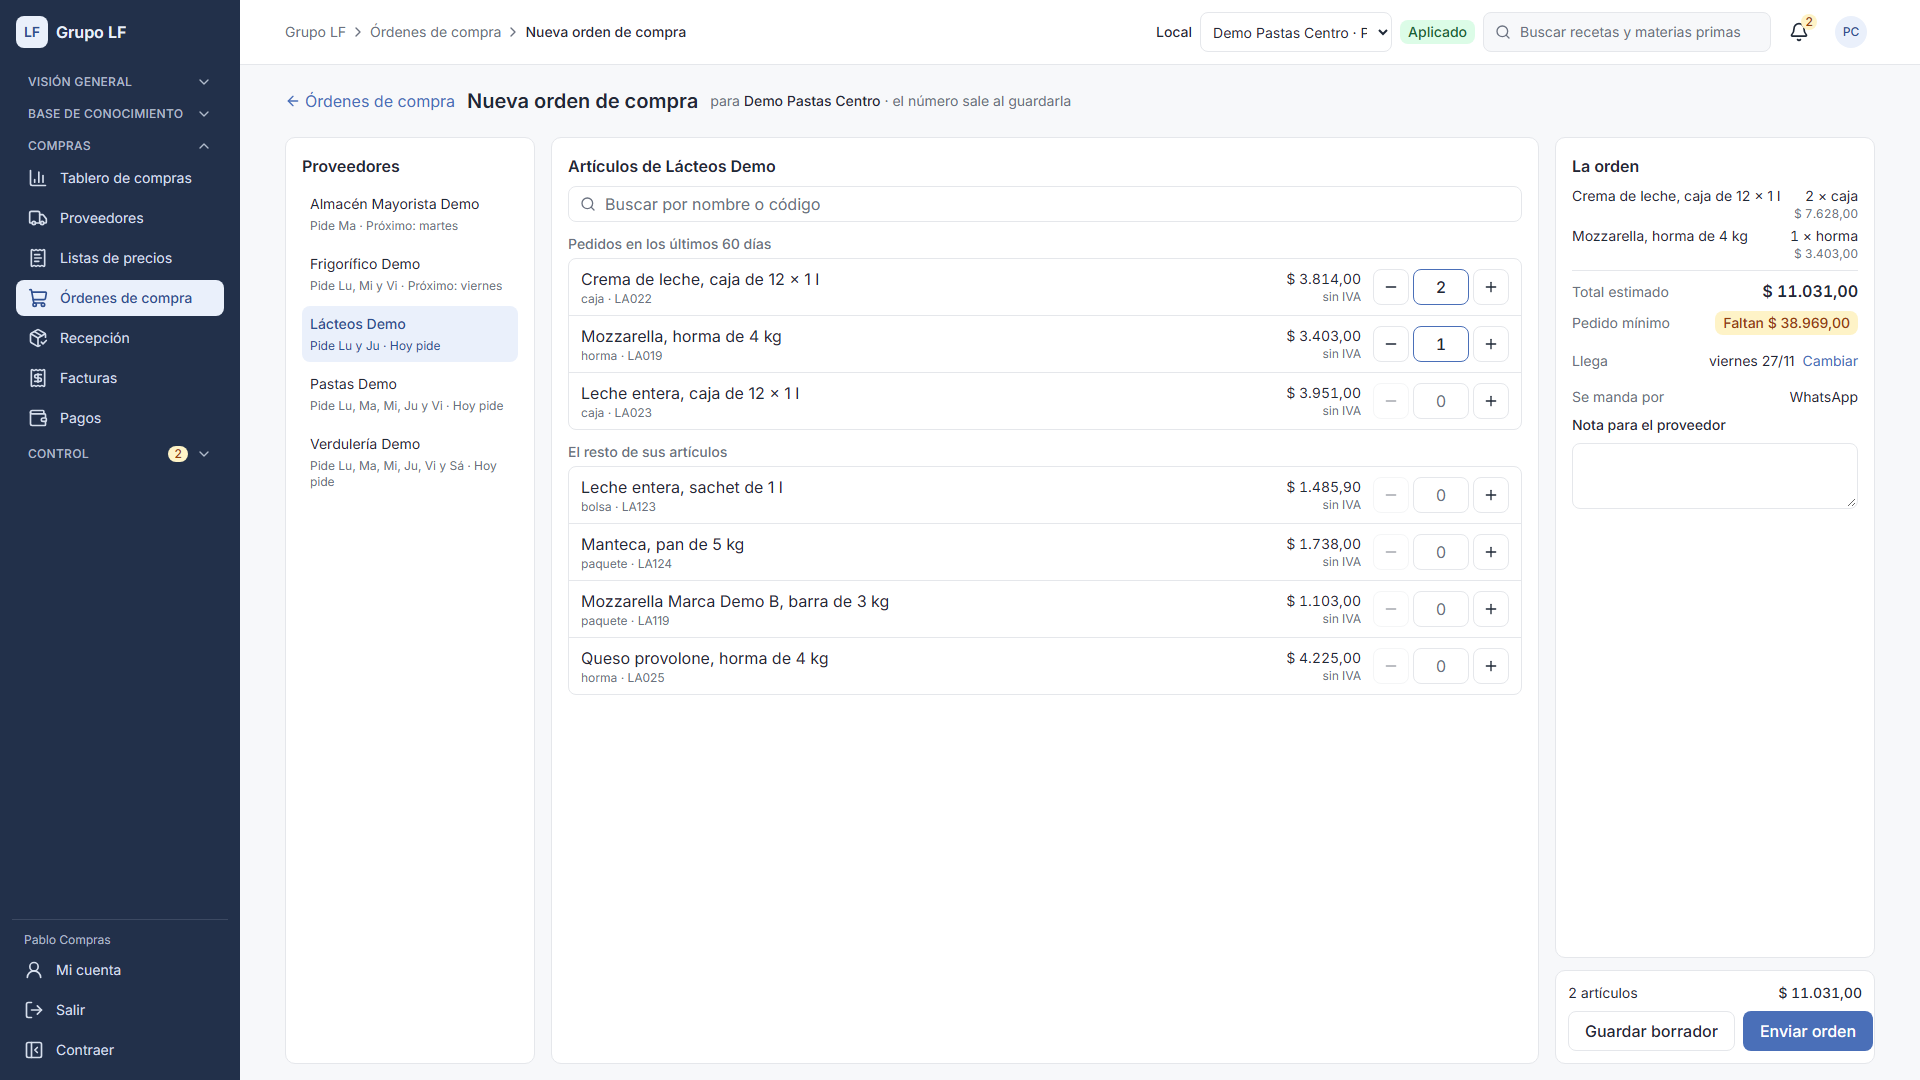 LF Grupo LF
VISIÓN GENERAL
BASE DE CONOCIMIENTO
COMPRAS
Tablero de compras
Proveedores
Listas de precios
Órdenes de compra
Recepción
Facturas
Pagos
CONTROL 2
Pablo Compras
Mi cuenta
Salir
Contraer
Grupo LF > Órdenes de compra > Nueva orden de compra
Local Demo Pastas Centro · Aplicado Buscar recetas y materias primas 2 PC
← Órdenes de compra Nueva orden de compra para Demo Pastas Centro · el número sale al guardarla
Proveedores
Almacén Mayorista Demo
Pide Ma · Próximo: martes
Frigorífico Demo
Pide Lu, Mi y Vi · Próximo: viernes
Lácteos Demo
Pide Lu y Ju · Hoy pide
Pastas Demo
Pide Lu, Ma, Mi, Ju y Vi · Hoy pide
Verdulería Demo
Pide Lu, Ma, Mi, Ju, Vi y Sá · Hoy
pide
Artículos de Lácteos Demo
Buscar por nombre o código
Pedidos en los últimos 60 días
Crema de leche, caja de 12 × 1 l $ 3.814,00 − 2 +
caja · LA022 sin IVA
Mozzarella, horma de 4 kg $ 3.403,00 − 1 +
horma · LA019 sin IVA
Leche entera, caja de 12 × 1 l $ 3.951,00 − 0 +
caja · LA023 sin IVA
El resto de sus artículos
Leche entera, sachet de 1 l $ 1.485,90 − 0 +
bolsa · LA123 sin IVA
Manteca, pan de 5 kg $ 1.738,00 − 0 +
paquete · LA124 sin IVA
Mozzarella Marca Demo B, barra de 3 kg $ 1.103,00 − 0 +
paquete · LA119 sin IVA
Queso provolone, horma de 4 kg $ 4.225,00 − 0 +
horma · LA025 sin IVA
La orden
Crema de leche, caja de 12 × 1 l 2 × caja
$ 7.628,00
Mozzarella, horma de 4 kg 1 × horma
$ 3.403,00
Total estimado $ 11.031,00
Pedido mínimo Faltan $ 38.969,00
Llega viernes 27/11 Cambiar
Se manda por WhatsApp
Nota para el proveedor
2 artículos $ 11.031,00
Guardar borrador Enviar orden